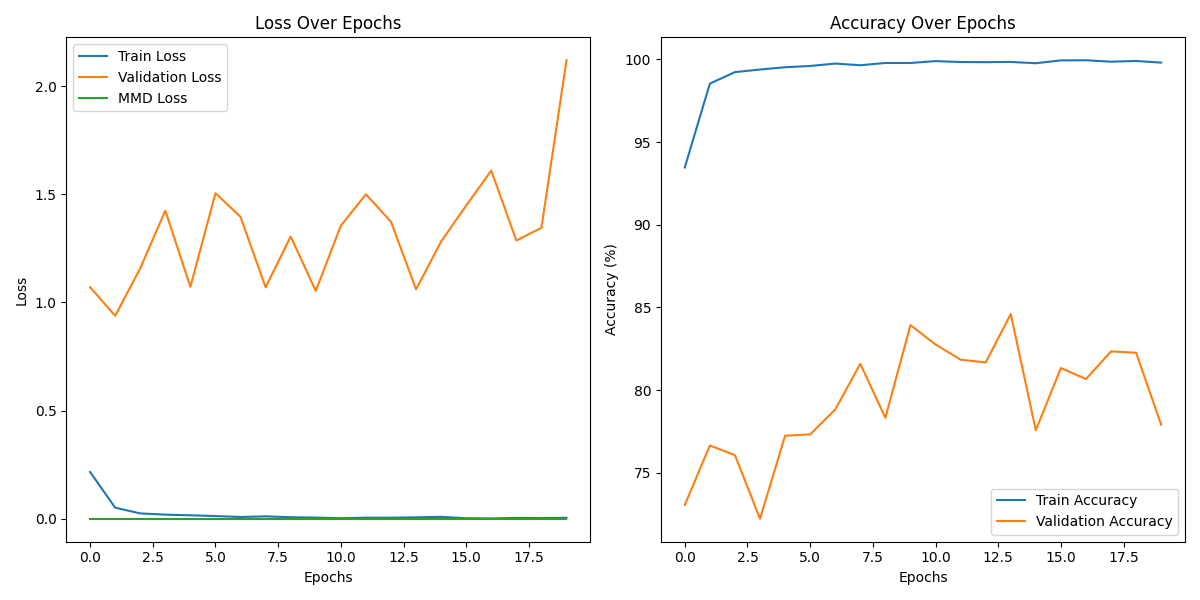 Loss Over Epochs
Train Loss
Validation Loss
MMD Loss
2.0
1.5
1.0
0.5
0.0
Loss
0.0 2.5 5.0 7.5 10.0 12.5 15.0 17.5
Epochs
Accuracy Over Epochs
100
95
90
85
80
75
Accuracy (%)
Train Accuracy
Validation Accuracy
0.0 2.5 5.0 7.5 10.0 12.5 15.0 17.5
Epochs